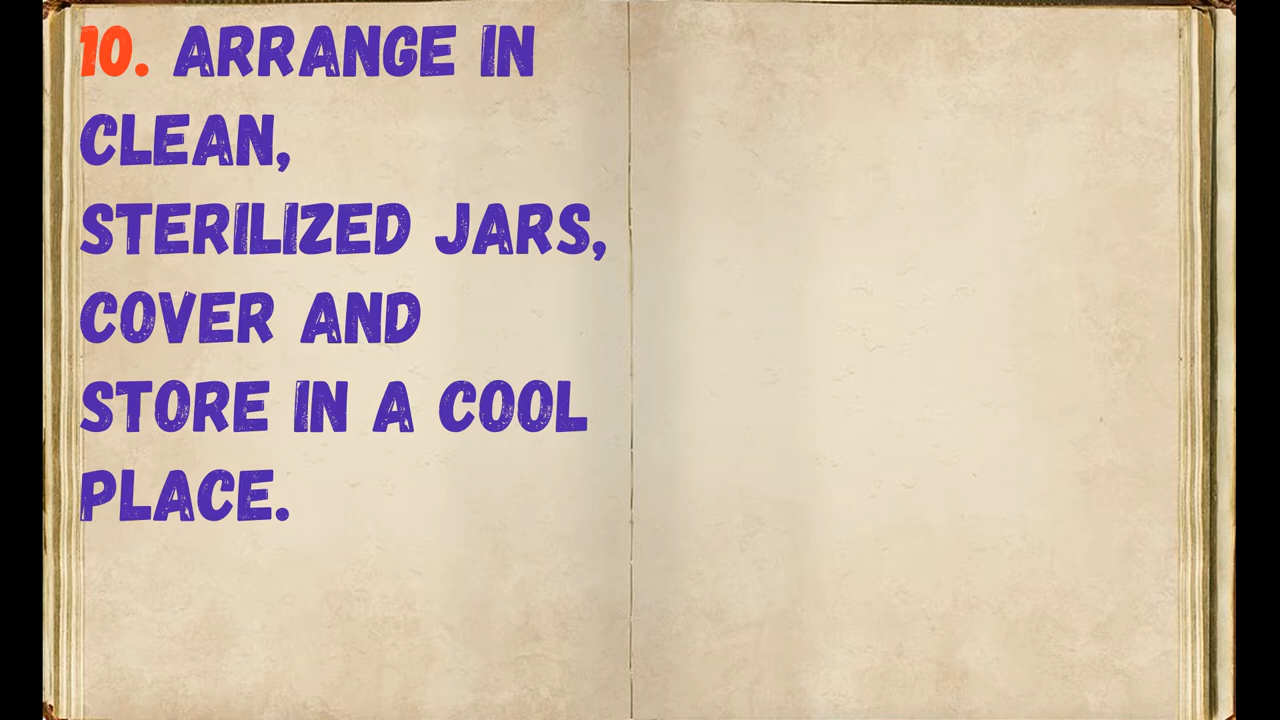 10. ARRANGE IN
CLEAN,
STERILIZED JARS,
COVER AND
STORE IN A COOL
PLACE.